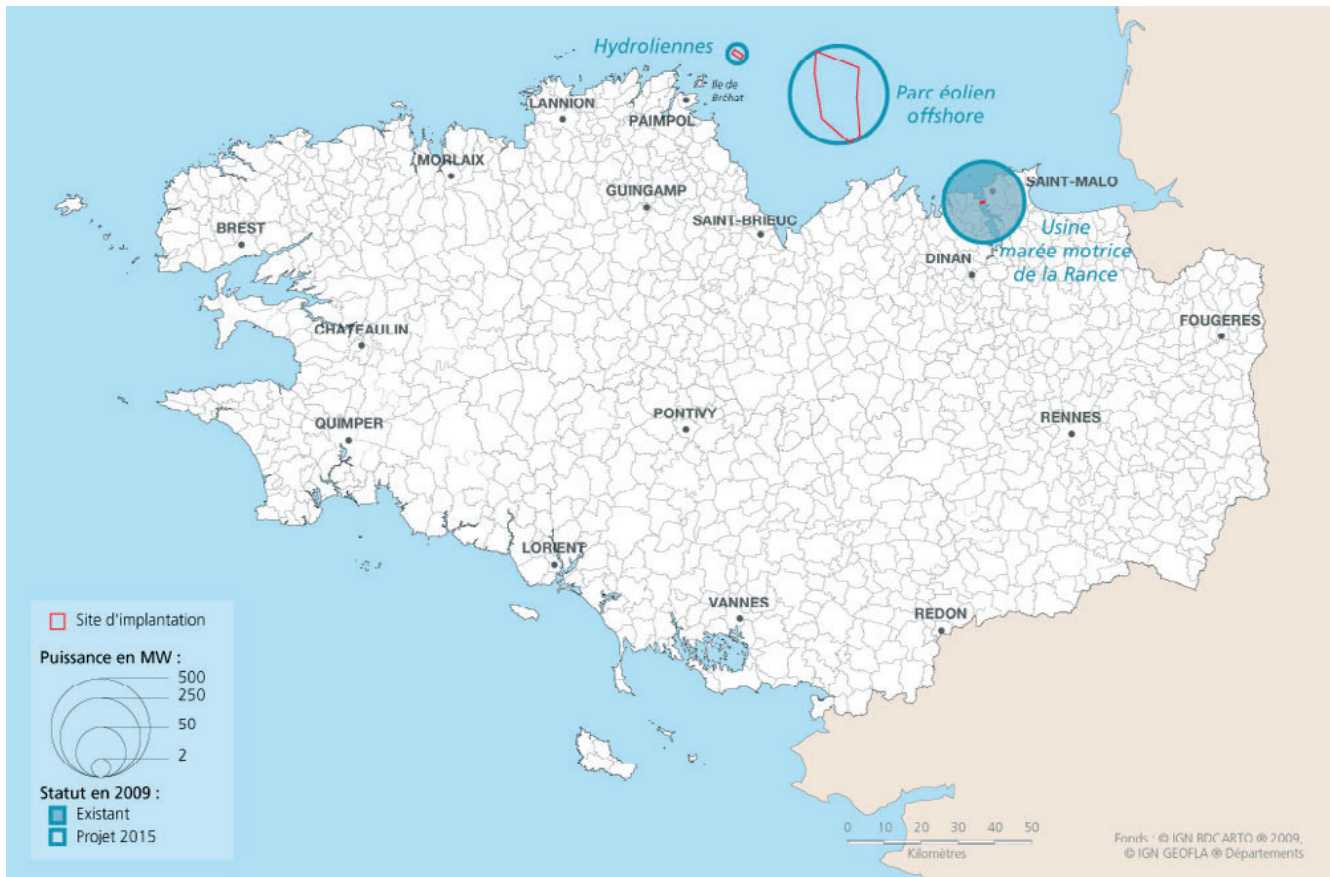 Hydroliennes
Ile de
Bréhat
Parc éolien
offshore
LANNION
PAIMPOL
MORLAIX
GUINGAMP
SAINT-MALO
BREST
SAINT-BRIEUC
Usine
marée motrice
de la Rance
DINAN
CHATEAULIN
FOUGERES
QUIMPER
PONTIVY
RENNES
LORIENT
VANNES
REDON
Site d'implantation
Puissance en MW :
500
250
50
2
Statut en 2009 :
Existant
Projet 2015
0 10 20 30 40 50
Kilomètres
Fonds : © IGN BDCARTO ® 2009,
© IGN GEOFLA ® Départements